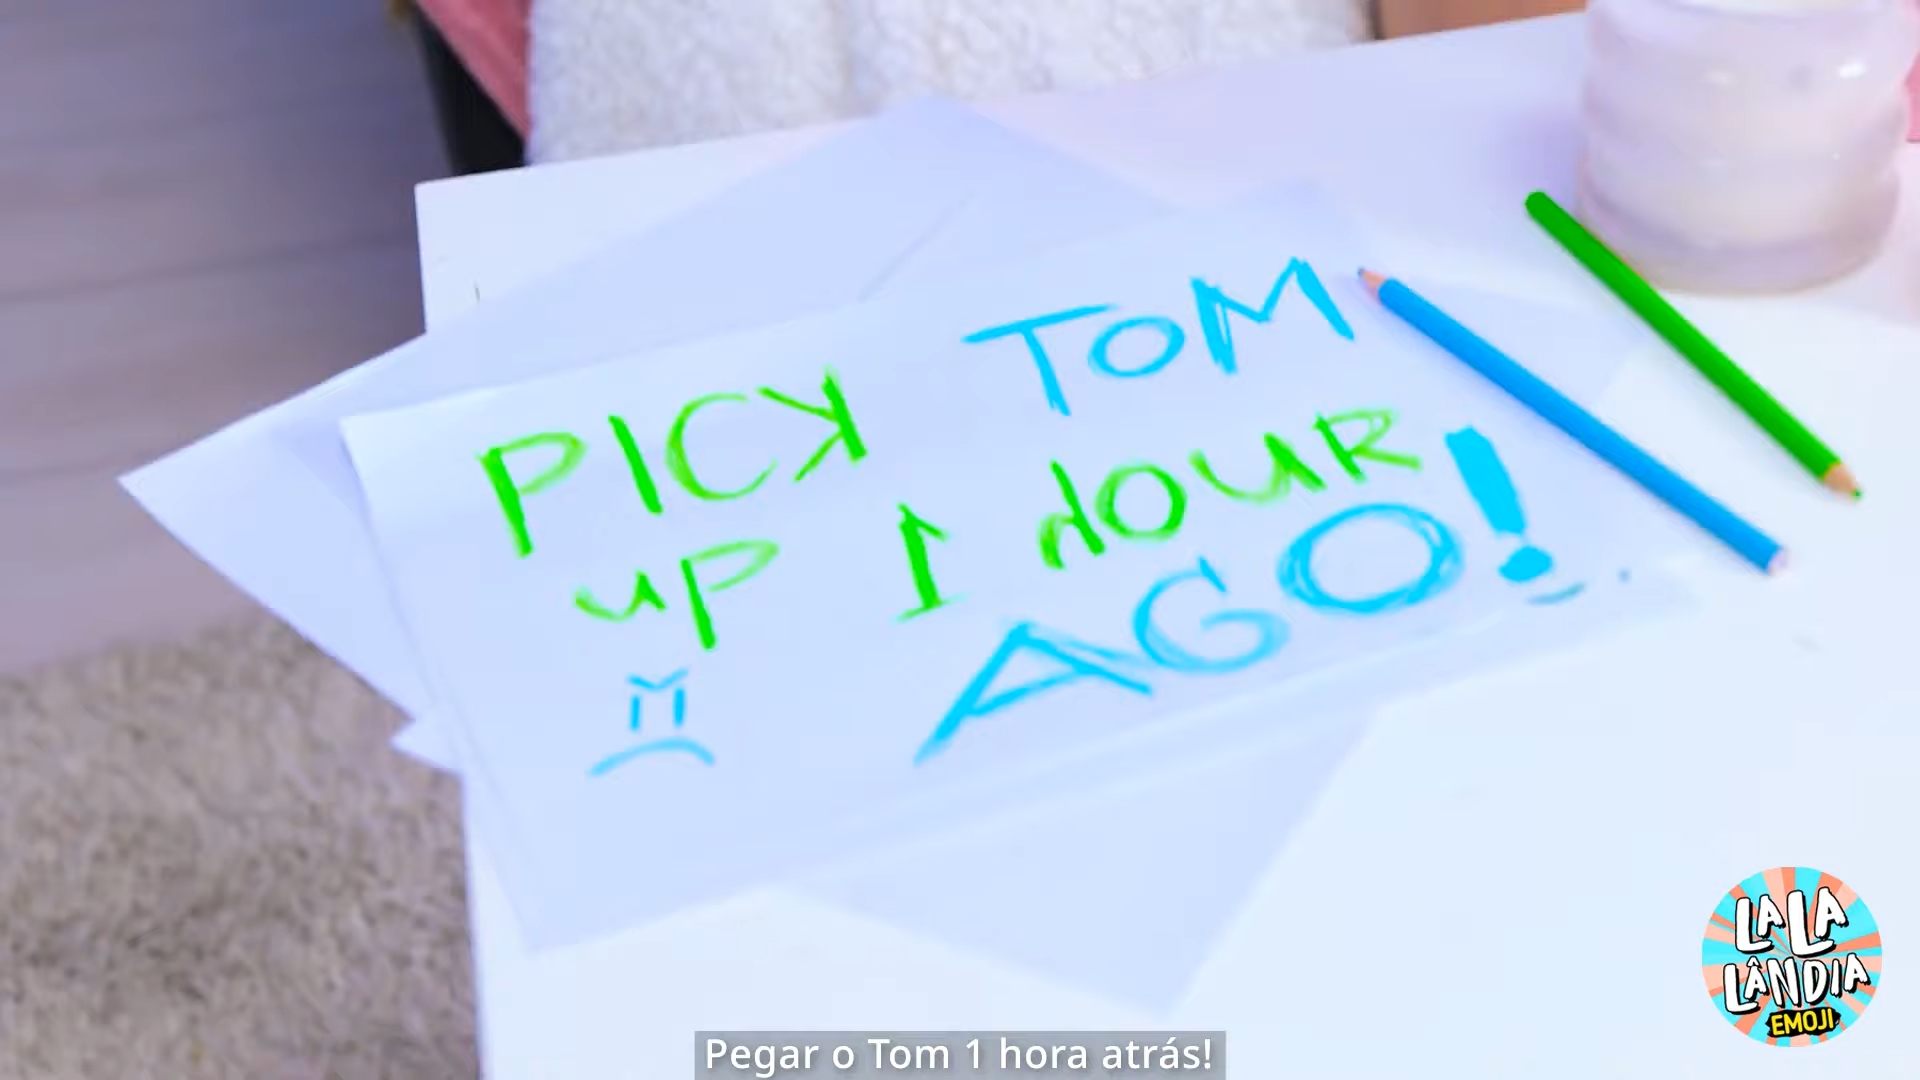 PICK TOM
UP 1 HOUR
AGO!
LA LA
LÂNDIA
EMOJI
Pegar o Tom 1 hora atrás!